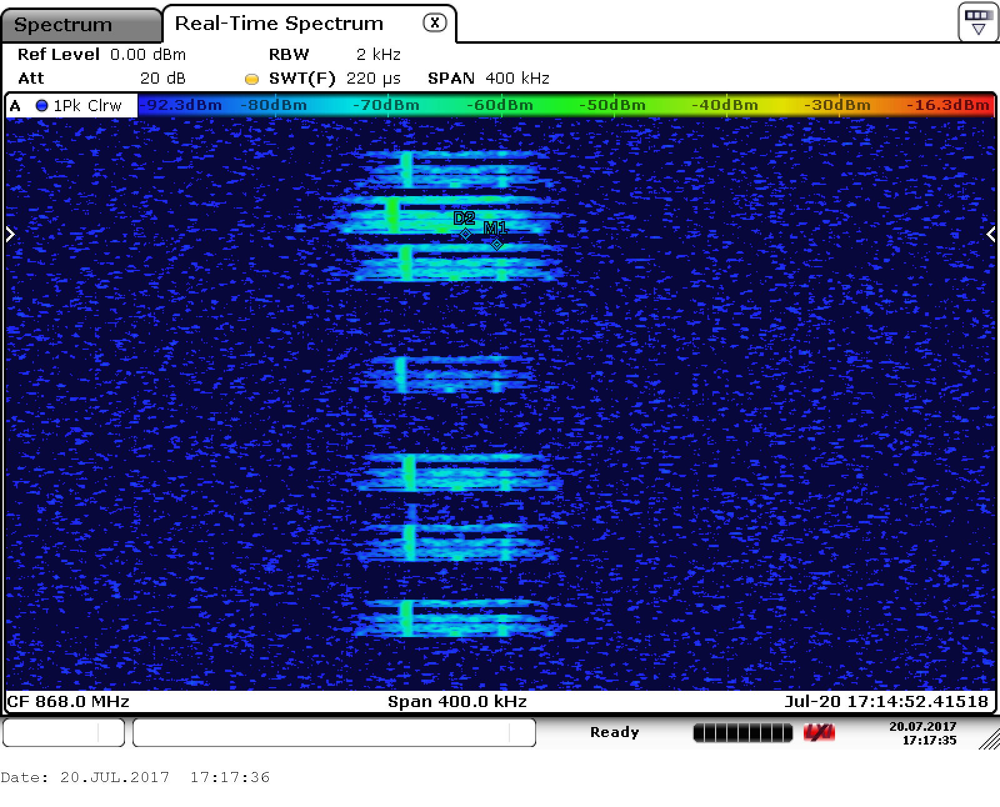 Spectrum
Real-Time Spectrum X
Ref Level 0.00 dBm RBW 2 kHz
Att 20 dB SWT(F) 220 µs SPAN 400 kHz
A 1Pk Clrw -92.3dBm -80dBm -70dBm -60dBm -50dBm -40dBm -30dBm -16.3dBm
D2
M1
CF 868.0 MHz Span 400.0 kHz Jul-20 17:14:52.41518
Ready LXI 20.07.2017
17:17:35
Date: 20.JUL.2017 17:17:36